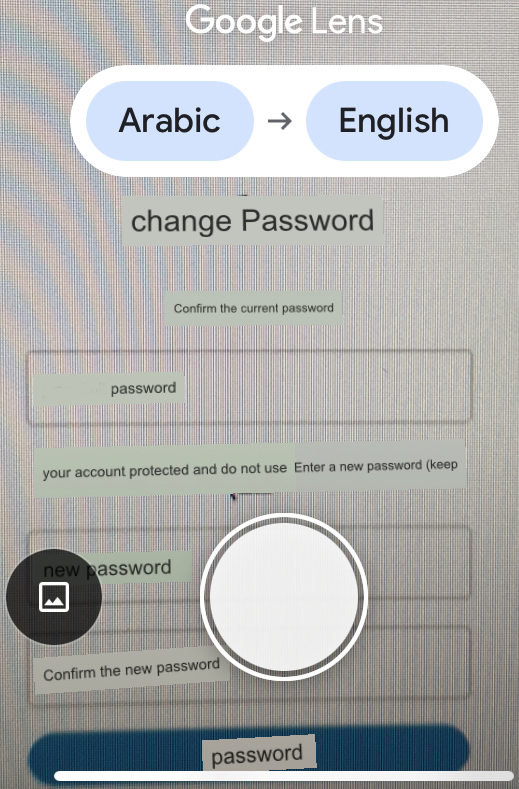 Google Lens
Arabic → English
change Password
Confirm the current password
password
your account protected and do not use Enter a new password (keep
new password
Confirm the new password
password